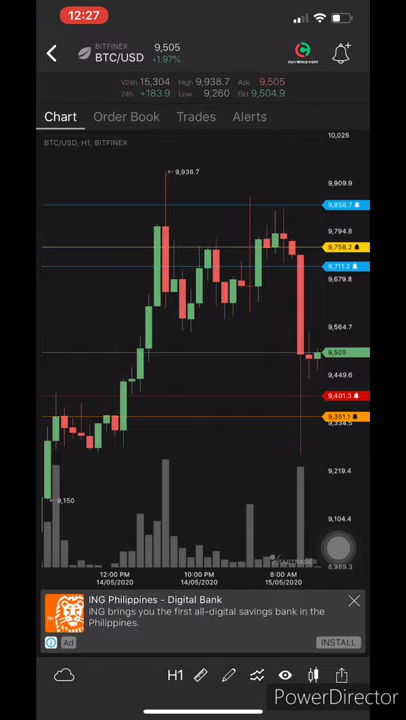 12:27
BITFINEX
BTC/USD
9,505
+1.97%
currency.com
V24h 15,304 High 9,938.7 Ask 9,505
24h +183.9 Low 9,260 Bid 9,504.9
Chart Order Book Trades Alerts
10,025
BTC/USD, H1, BITFINEX
9,938.7
9,909.9
9,858.7
9,794.8
9,758.2
9,711.2
9,679.8
9,564.7
9,505
9,449.6
9,401.3
9,351.1
9,334.5
9,219.4
9,150
9,104.4
8,989.3
12:00 PM 10:00 PM 8:00 AM
14/05/2020 14/05/2020 15/05/2020
ING Philippines - Digital Bank
ING brings you the first all-digital savings bank in the
Philippines.
Ad
INSTALL
H1
PowerDirector